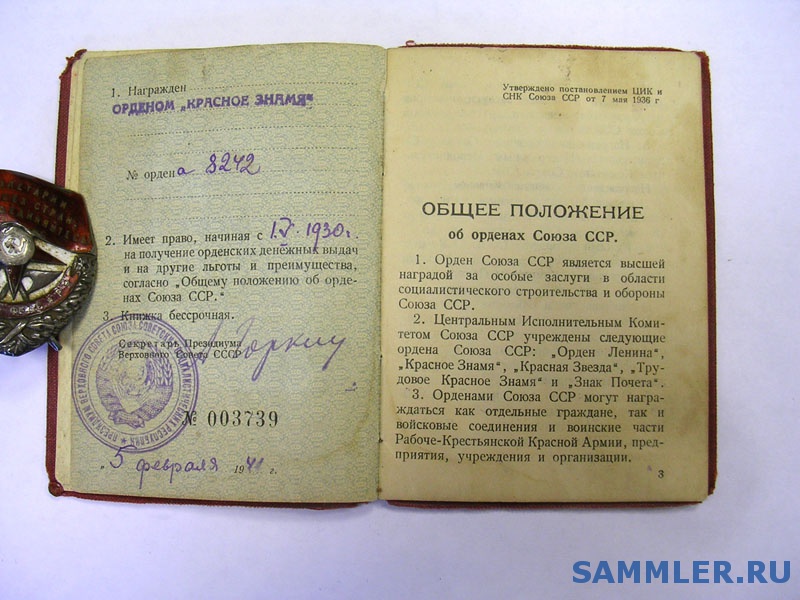 1. Награжден
ОРДЕНОМ „КРАСНОЕ ЗНАМЯ“
№ ордена 8242
2. Имеет право, начиная с 1.V. 1930 г.
на получение орденских денежных выдач
и на другие льготы и преимущества,
согласно „Общему положению об орде-
нах Союза ССР.“
3. Книжка бессрочная.
Секретарь Президиума
Верховного Совета СССР
А Горкин
№ 003739
„5 февраля 1941 г.
Утверждено постановлением ЦИК и
СНК Союза ССР от 7 мая 1936 г
ОБЩЕЕ ПОЛОЖЕНИЕ
об орденах Союза ССР.
1. Орден Союза ССР является высшей
наградой за особые заслуги в области
социалистического строительства и обороны
Союза ССР.
2. Центральным Исполнительным Коми-
тетом Союза ССР учреждены следующие
ордена Союза ССР: „Орден Ленина“,
„Красное Знамя“, „Красная Звезда“, „Тру-
довое Красное Знамя“ и „Знак Почета“.
3. Орденами Союза ССР могут награ-
ждаться как отдельные граждане, так и
войсковые соединения и воинские части
Рабоче-Крестьянской Красной Армии, пред-
приятия, учреждения и организации.
3
SAMMLER.RU